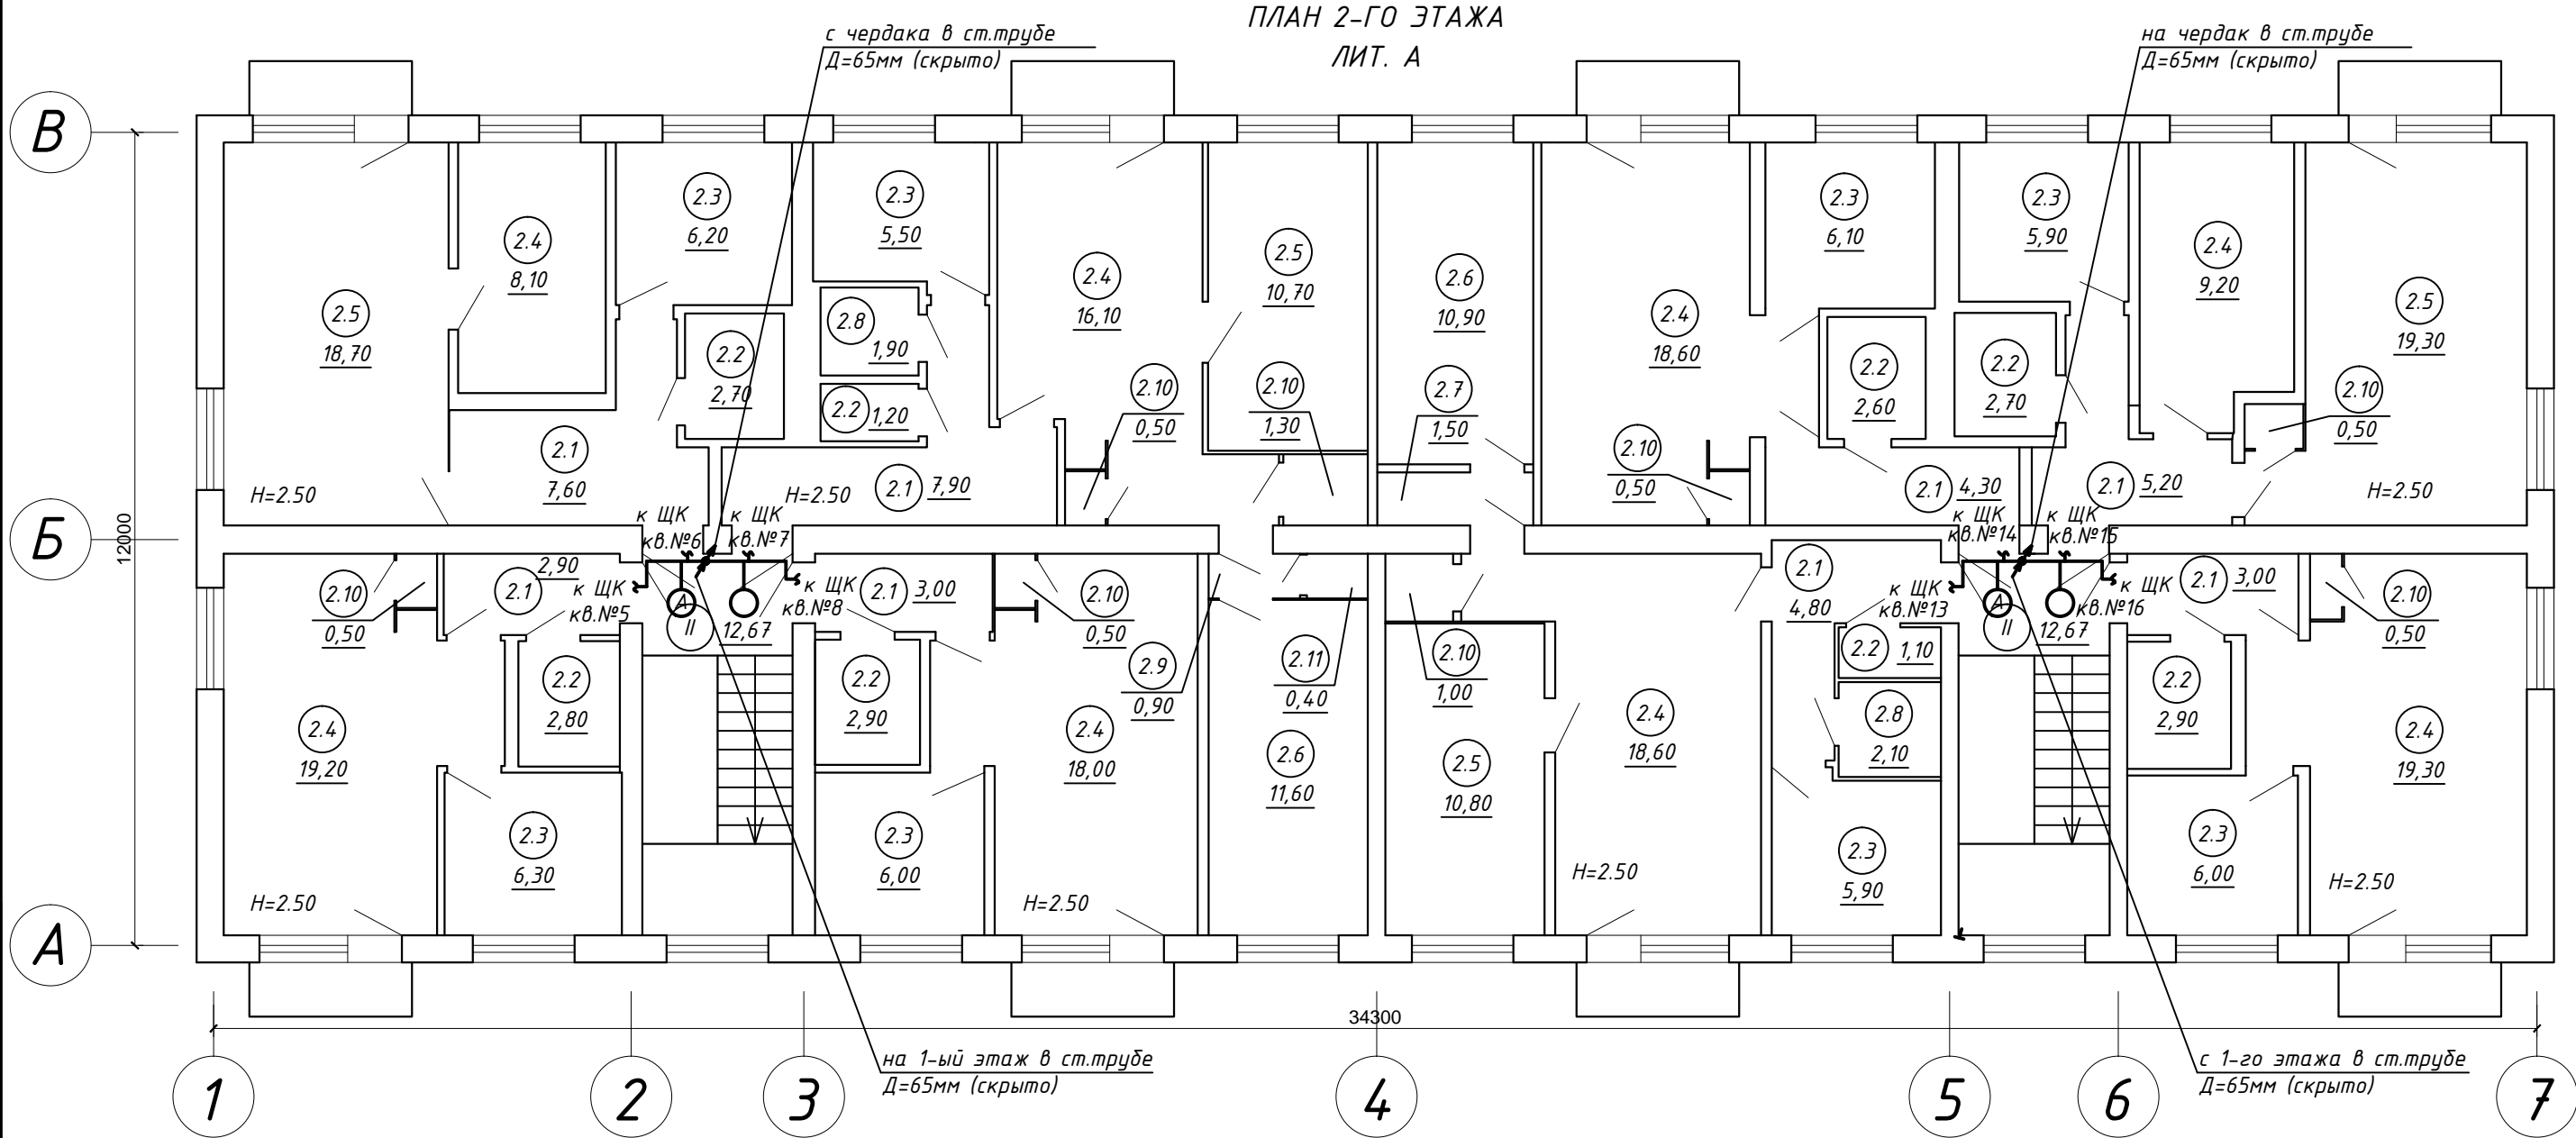 ПЛАН 2-ГО ЭТАЖА
ЛИТ. А
с чердака в ст.трубе
Д=65мм (скрыто)
на чердак в ст.трубе
Д=65мм (скрыто)
В
Б
А
12000
2.5
18,70
2.4
8,10
2.3
6,20
2.2
2,70
2.1
7,60
Н=2.50
2.3
5,50
2.8
1,90
2.2
1,20
2.1
7,90
Н=2.50
2.4
16,10
2.10
0,50
2.5
10,70
2.10
1,30
2.6
10,90
2.7
1,50
2.4
18,60
2.10
0,50
2.3
6,10
2.2
2,60
2.1
4,30
2.3
5,90
2.2
2,70
2.1
5,20
2.4
9,20
2.5
19,30
2.10
0,50
Н=2.50
к ЩК
кв.№6
к ЩК
кв.№7
к ЩК
кв.№14
к ЩК
кв.№15
2.10
0,50
2.1
2,90
к ЩК
кв.№5
А
II
12,67
к ЩК
кв.№8
2.1
3,00
2.10
0,50
2.2
2,80
2.4
19,20
2.3
6,30
Н=2.50
2.2
2,90
2.3
6,00
2.4
18,00
Н=2.50
2.9
0,90
2.11
0,40
2.6
11,60
2.10
1,00
2.5
10,80
2.4
18,60
Н=2.50
2.1
4,80
к ЩК
кв.№13
2.2
1,10
2.8
2,10
2.3
5,90
А
II
12,67
к ЩК
кв.№16
2.1
3,00
2.10
0,50
2.2
2,90
2.3
6,00
2.4
19,30
Н=2.50
34300
на 1-ый этаж в ст.трубе
Д=65мм (скрыто)
с 1-го этажа в ст.трубе
Д=65мм (скрыто)
1
2
3
4
5
6
7